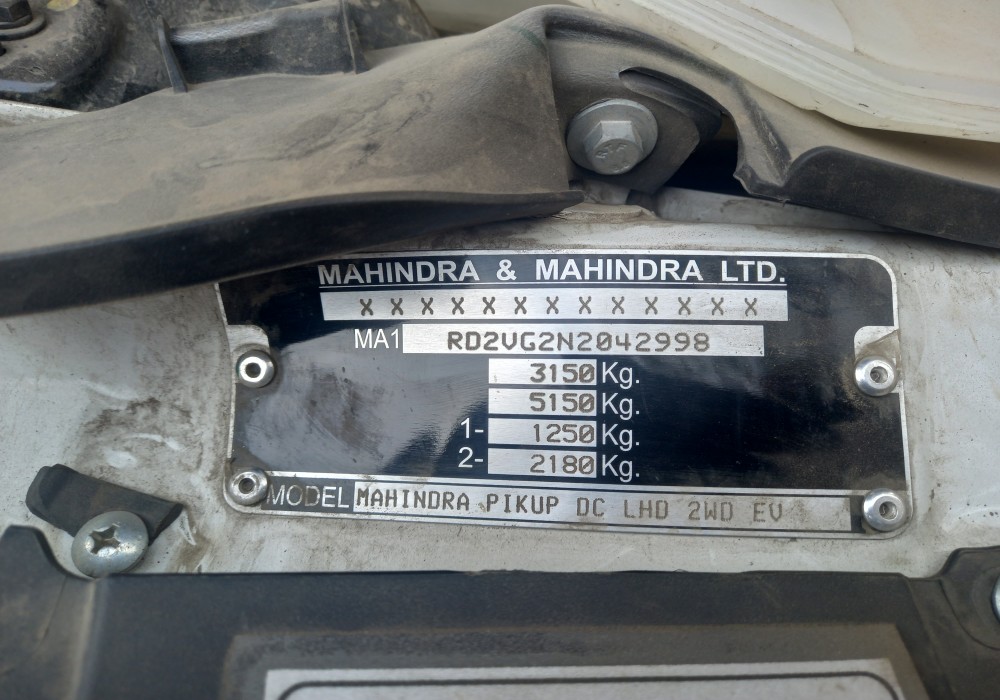 MAHINDRA & MAHINDRA LTD.
X X X X X X X X X X X X X
MA1 RD2VG2N2042998
3150 Kg.
5150 Kg.
1- 1250 Kg.
2- 2180 Kg.
MODEL MAHINDRA PIKUP DC LHD 2WD EV